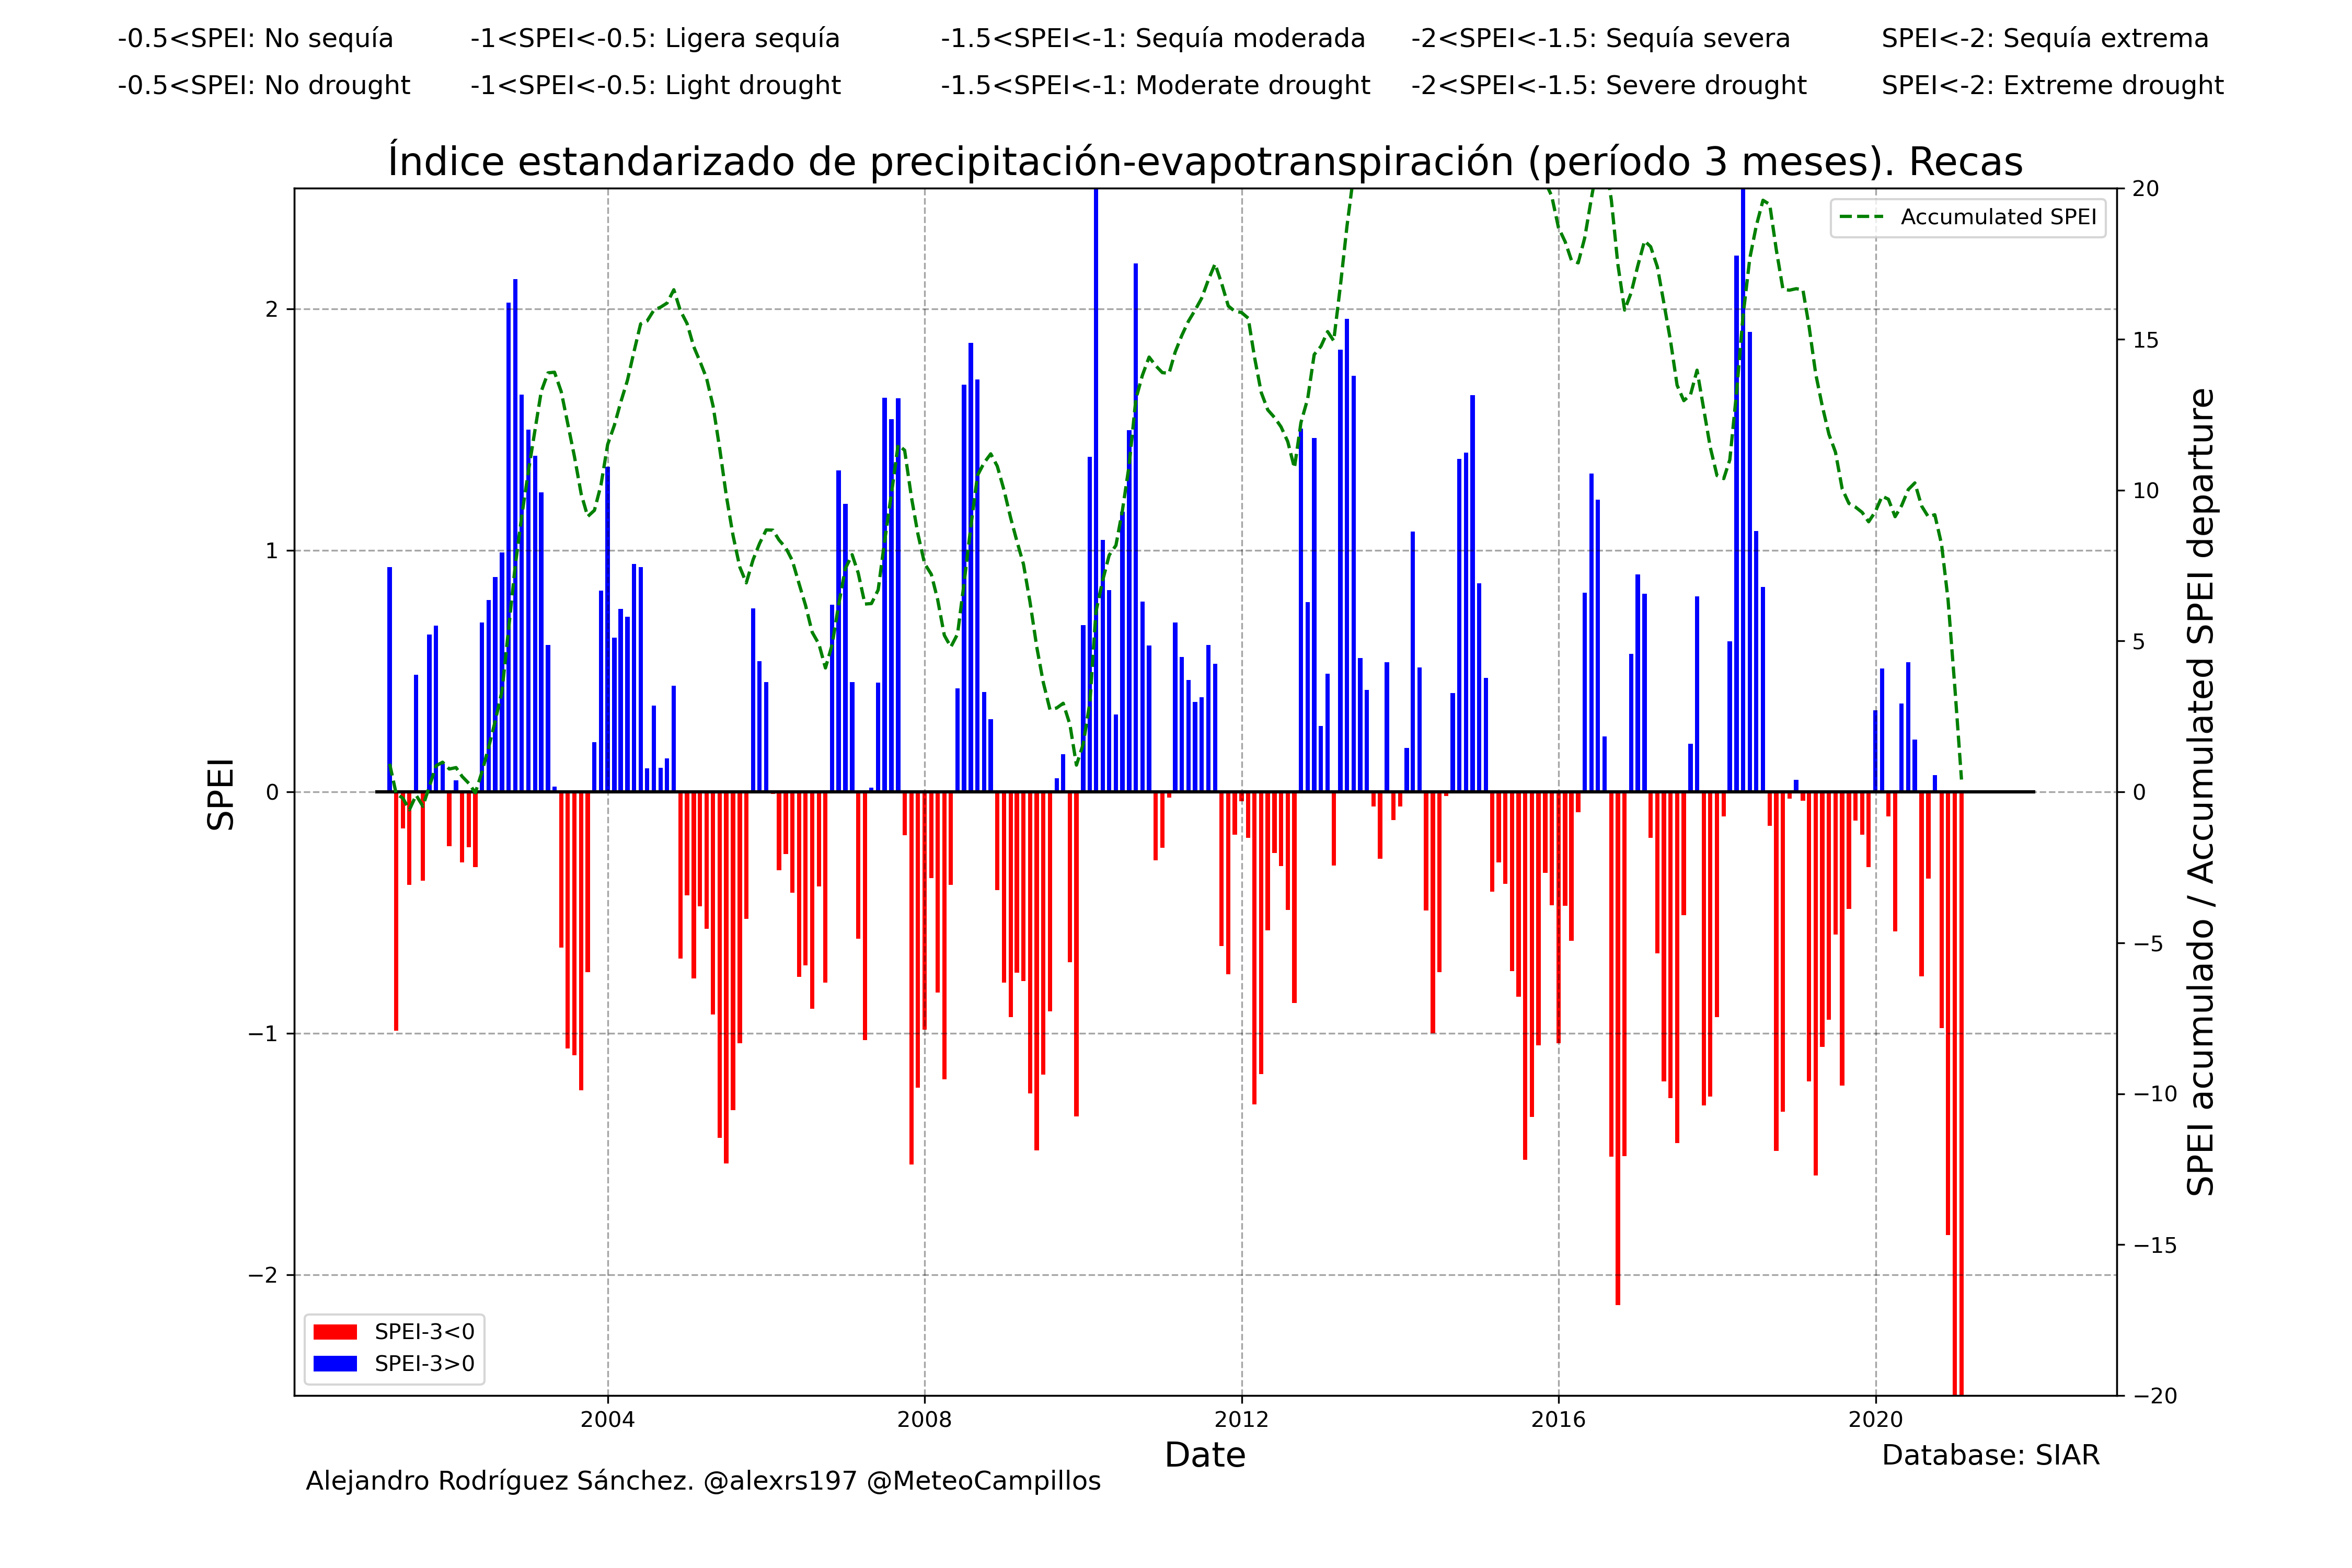 -0.5<SPEI: No sequía -1<SPEI<-0.5: Ligera sequía -1.5<SPEI<-1: Sequía moderada -2<SPEI<-1.5: Sequía severa SPEI<-2: Sequía extrema
-0.5<SPEI: No drought -1<SPEI<-0.5: Light drought -1.5<SPEI<-1: Moderate drought -2<SPEI<-1.5: Severe drought SPEI<-2: Extreme drought
Índice estandarizado de precipitación-evapotranspiración (período 3 meses). Recas
Accumulated SPEI
SPEI
2
1
0
−1
−2
20
15
10
5
0
−5
−10
−15
−20
SPEI acumulado / Accumulated SPEI departure
SPEI-3<0
SPEI-3>0
2004 2008 2012 2016 2020
Date
Database: SIAR
Alejandro Rodríguez Sánchez. @alexrs197 @MeteoCampillos